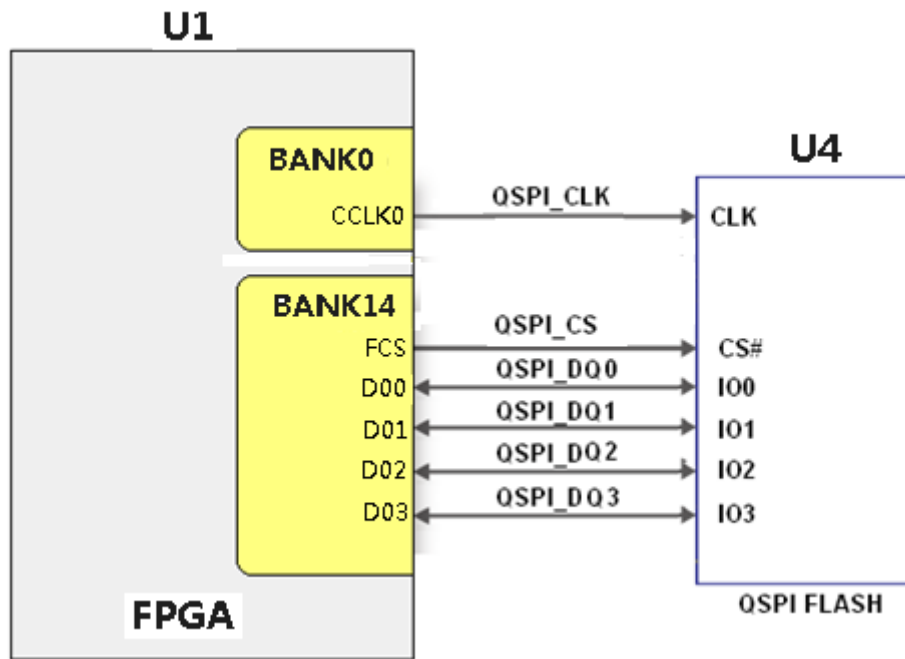 U1
BANK0
CCLK0
QSPI_CLK
U4
CLK
BANK14
FCS
QSPI_CS
CS#
D00
QSPI_DQ0
IO0
D01
QSPI_DQ1
IO1
D02
QSPI_DQ2
IO2
D03
QSPI_DQ3
IO3
FPGA
QSPI FLASH